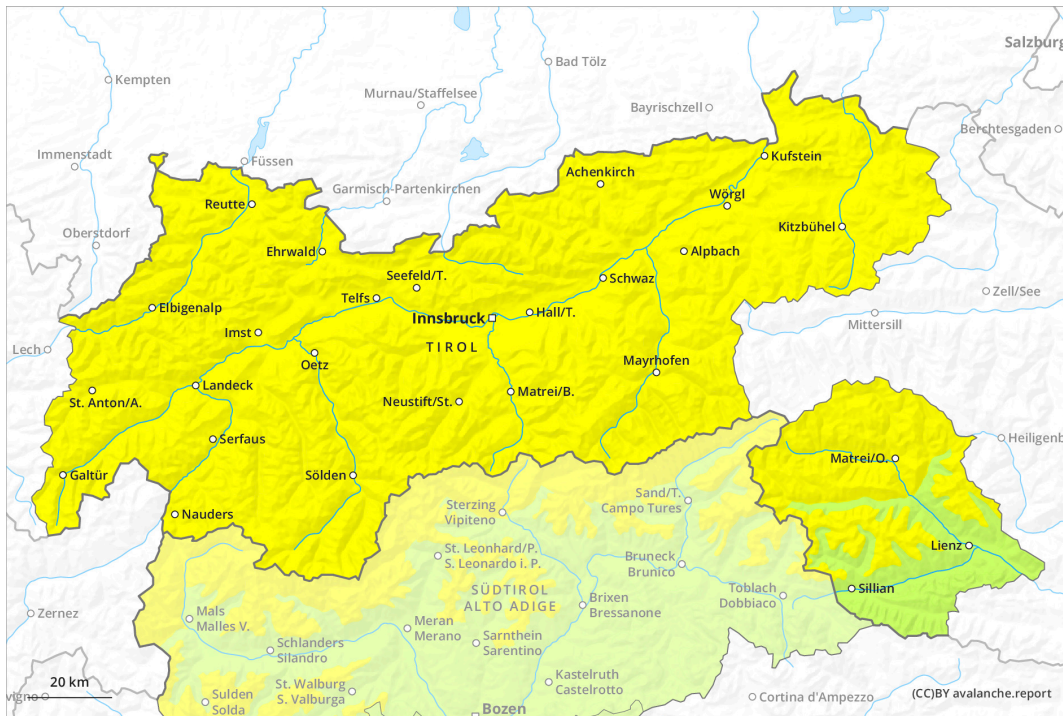 Salzburg
Bad Tölz
Kempten
Murnau/Staffelsee
Bayrischzell
Berchtesgaden
Immenstadt
Füssen
Kufstein
Achenkirch
Garmisch-Partenkirchen
Wörgl
Reutte
Oberstdorf
Kitzbühel
Ehrwald
Alpbach
Seefeld/T.
Schwaz
Zell/See
Telfs
Elbigenalp
Hall/T.
Innsbruck
Mittersill
Imst
TIROL
Lech
Oetz
Mayrhofen
Landeck
St. Anton/A.
Matrei/B.
Neustift/St.
Serfaus
Heiligenb
Matrei/O.
Galtür
Sölden
Sand/T.
Campo Tures
Sterzing
Vipiteno
Nauders
Lienz
St. Leonhard/P.
S. Leonardo i. P.
Bruneck
Brunico
SÜDTIROL
ALTO ADIGE
Toblach
Dobbiaco
Sillian
Brixen
Bressanone
Zernez
Mals
Malles V.
Meran
Merano
Schlanders
Silandro
Sarnthein
Sarentino
Kastelruth
Castelrotto
20 km
St. Walburg
S. Valburga
Sulden
Solda
vigno
Cortina d'Ampezzo
(CC)BY avalanche.report
Bozen